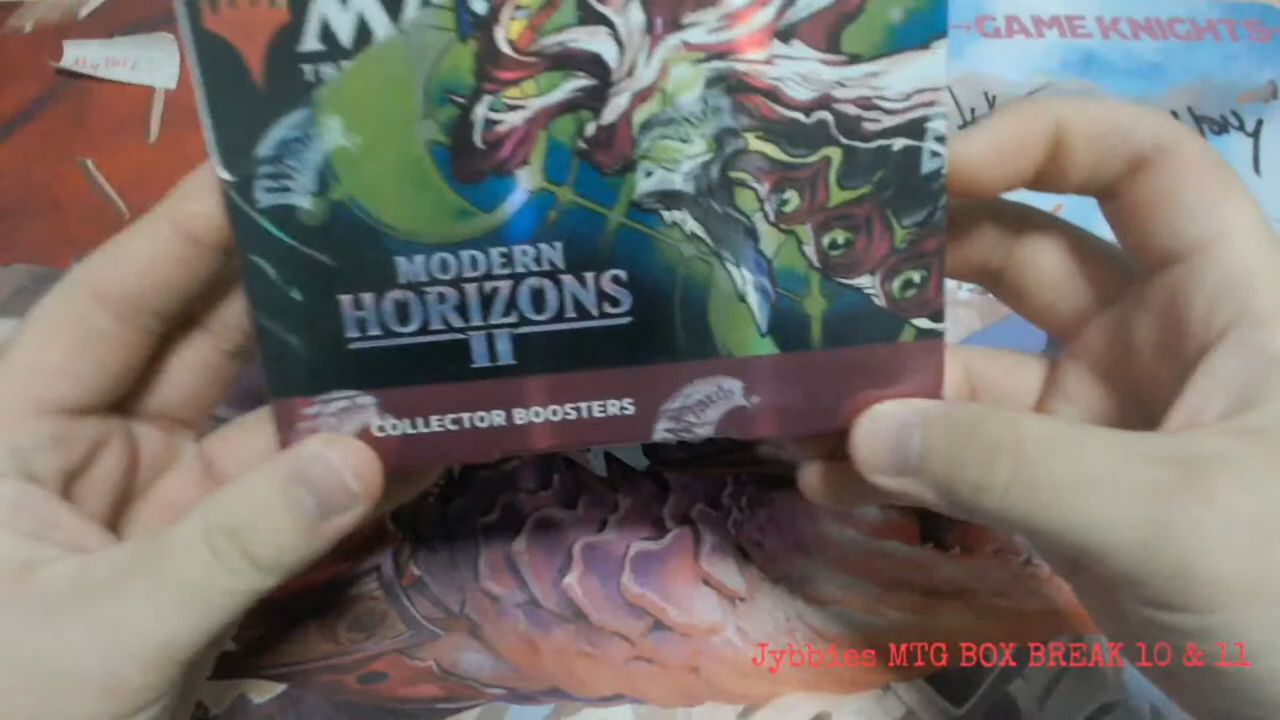 GAME KNIGHTS
MODERN
HORIZONS
II
COLLECTOR BOOSTERS
Jybbies MTG BOX BREAK 10 & 11